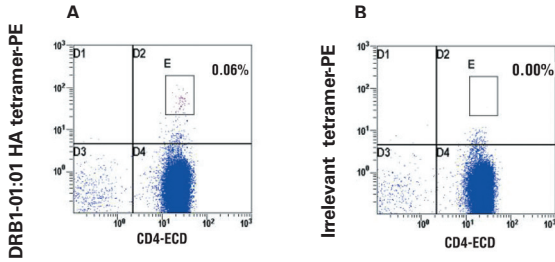 A
DRB1-01:01 HA tetramer-PE
10³
10²
10¹
10⁰
D1
D2
E
0.06%
D3
D4
10⁰
10¹
10²
10³
CD4-ECD
B
Irrelevant tetramer-PE
10³
10²
10¹
10⁰
D1
D2
E
0.00%
D3
D4
10⁰
10¹
10²
10³
CD4-ECD